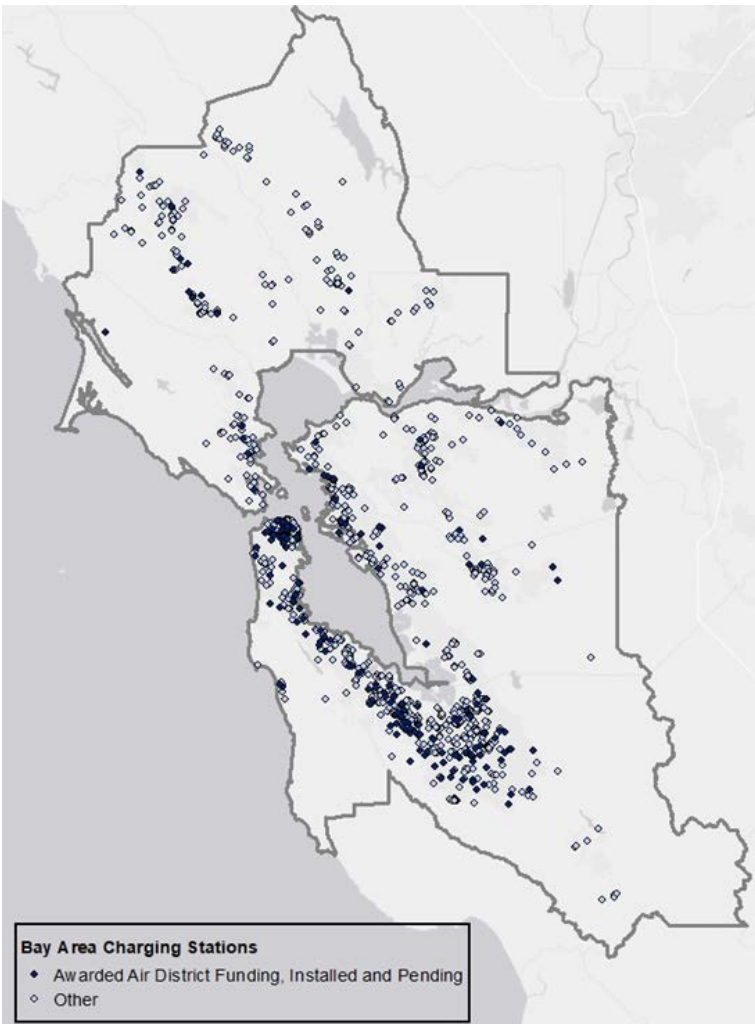 Bay Area Charging Stations
Awarded Air District Funding, Installed and Pending
Other